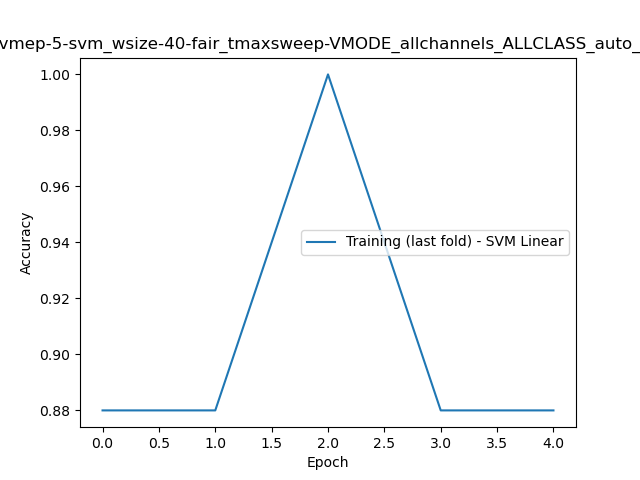 vmep-5-svm_wsize-40-fair_tmaxsweep-VMODE_allchannels_ALLCLASS_auto_
1.00
0.98
0.96
0.94
0.92
0.90
0.88
Accuracy
Training (last fold) - SVM Linear
0.0 0.5 1.0 1.5 2.0 2.5 3.0 3.5 4.0
Epoch